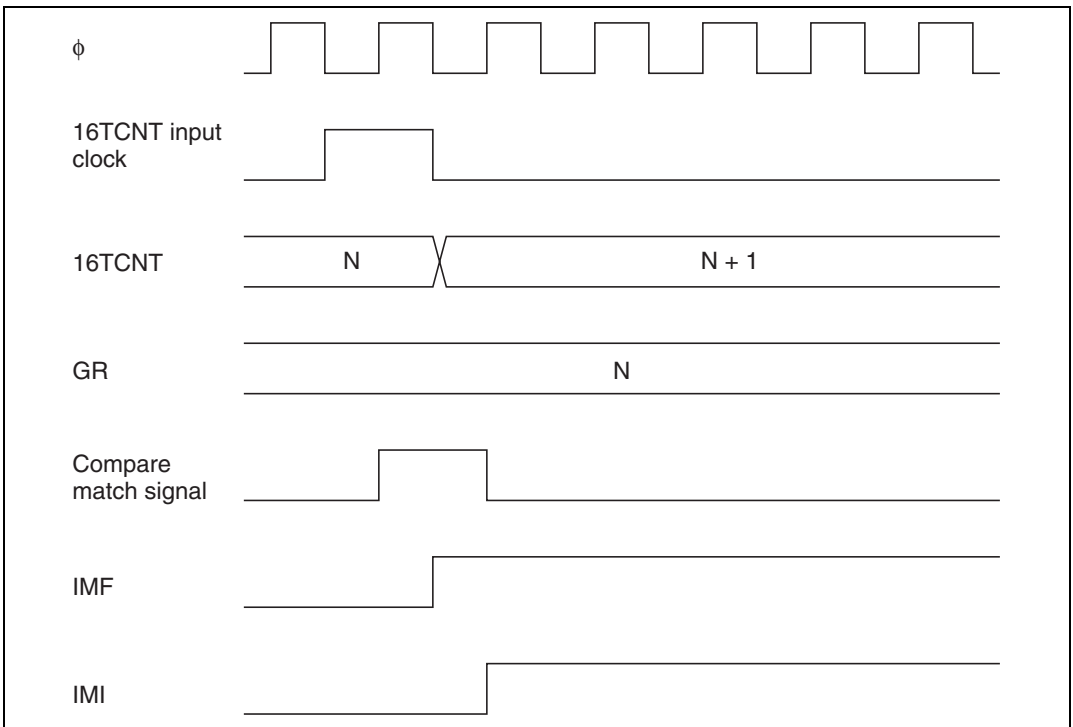 ϕ
16TCNT input
clock
16TCNT
N
N + 1
GR
N
Compare
match signal
IMF
IMI